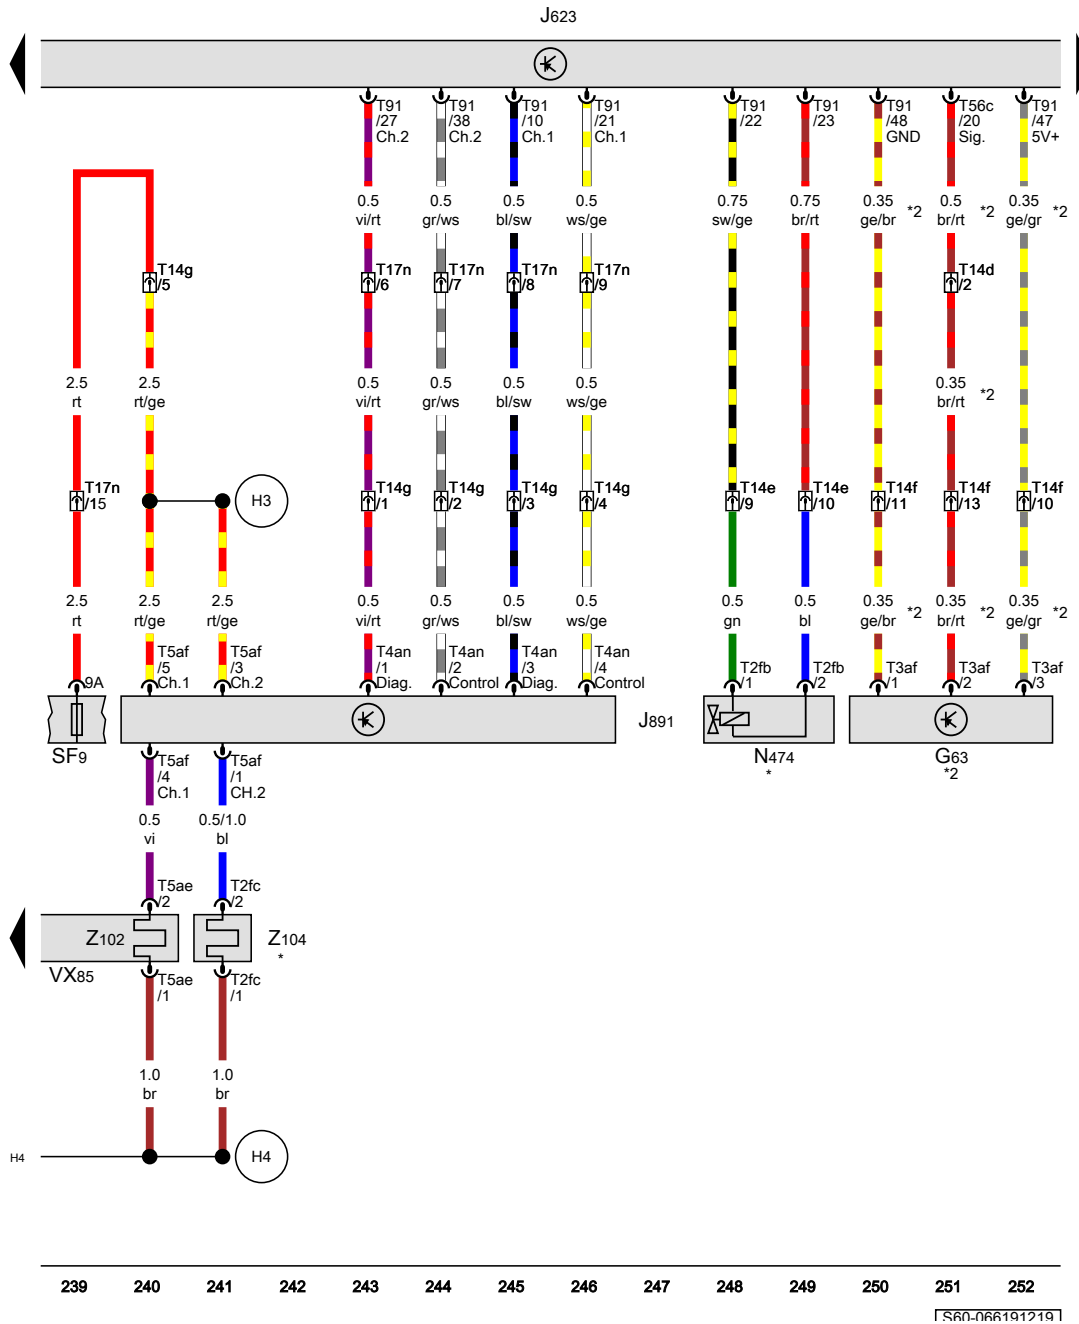 J623
T91 T91 T91 T91 T91 T91 T91 T56c T91
/27 /38 /10 /21 /22 /23 /48 /20 /47
Ch.2 Ch.2 Ch.1 Ch.1 GND Sig. 5V+
0.5 0.5 0.5 0.5 0.75 0.75 0.35 0.5 0.35
vi/rt gr/ws bl/sw ws/ge sw/ge br/rt ge/br *2 br/rt *2 ge/gr *2
T14g T17n T17n T17n T17n T14d
/5 /6 /7 /8 /9 /2
2.5 2.5 0.5 0.5 0.5 0.5 0.35
rt rt/ge vi/rt gr/ws bl/sw ws/ge br/rt *2
T17n T14g T14g T14g T14g T14e T14e T14f T14f T14f
/15 H3 /1 /2 /3 /4 /9 /10 /11 /13 /10
2.5 2.5 2.5 0.5 0.5 0.5 0.5 0.5 0.5 0.35 0.35 0.35
rt rt/ge rt/ge vi/rt gr/ws bl/sw ws/ge gn bl ge/br *2 br/rt *2 ge/gr *2
T5af T5af T4an T4an T4an T4an T2fb T2fb T3af T3af T3af
/5 /3 /1 /2 /3 /4 /1 /2 /1 /2 /3
9A Ch.1 Ch.2 Diag. Control Diag. Control
J891
SF9 N474 G63
* *2
T5af T5af
/4 /1
Ch.1 CH.2
0.5 0.5/1.0
vi bl
T5ae T2fc
/2 /2
Z102 Z104
*
VX85
T5ae T2fc
/1 /1
1.0 1.0
br br
H4 H4
239 240 241 242 243 244 245 246 247 248 249 250 251 252
S60-066191219